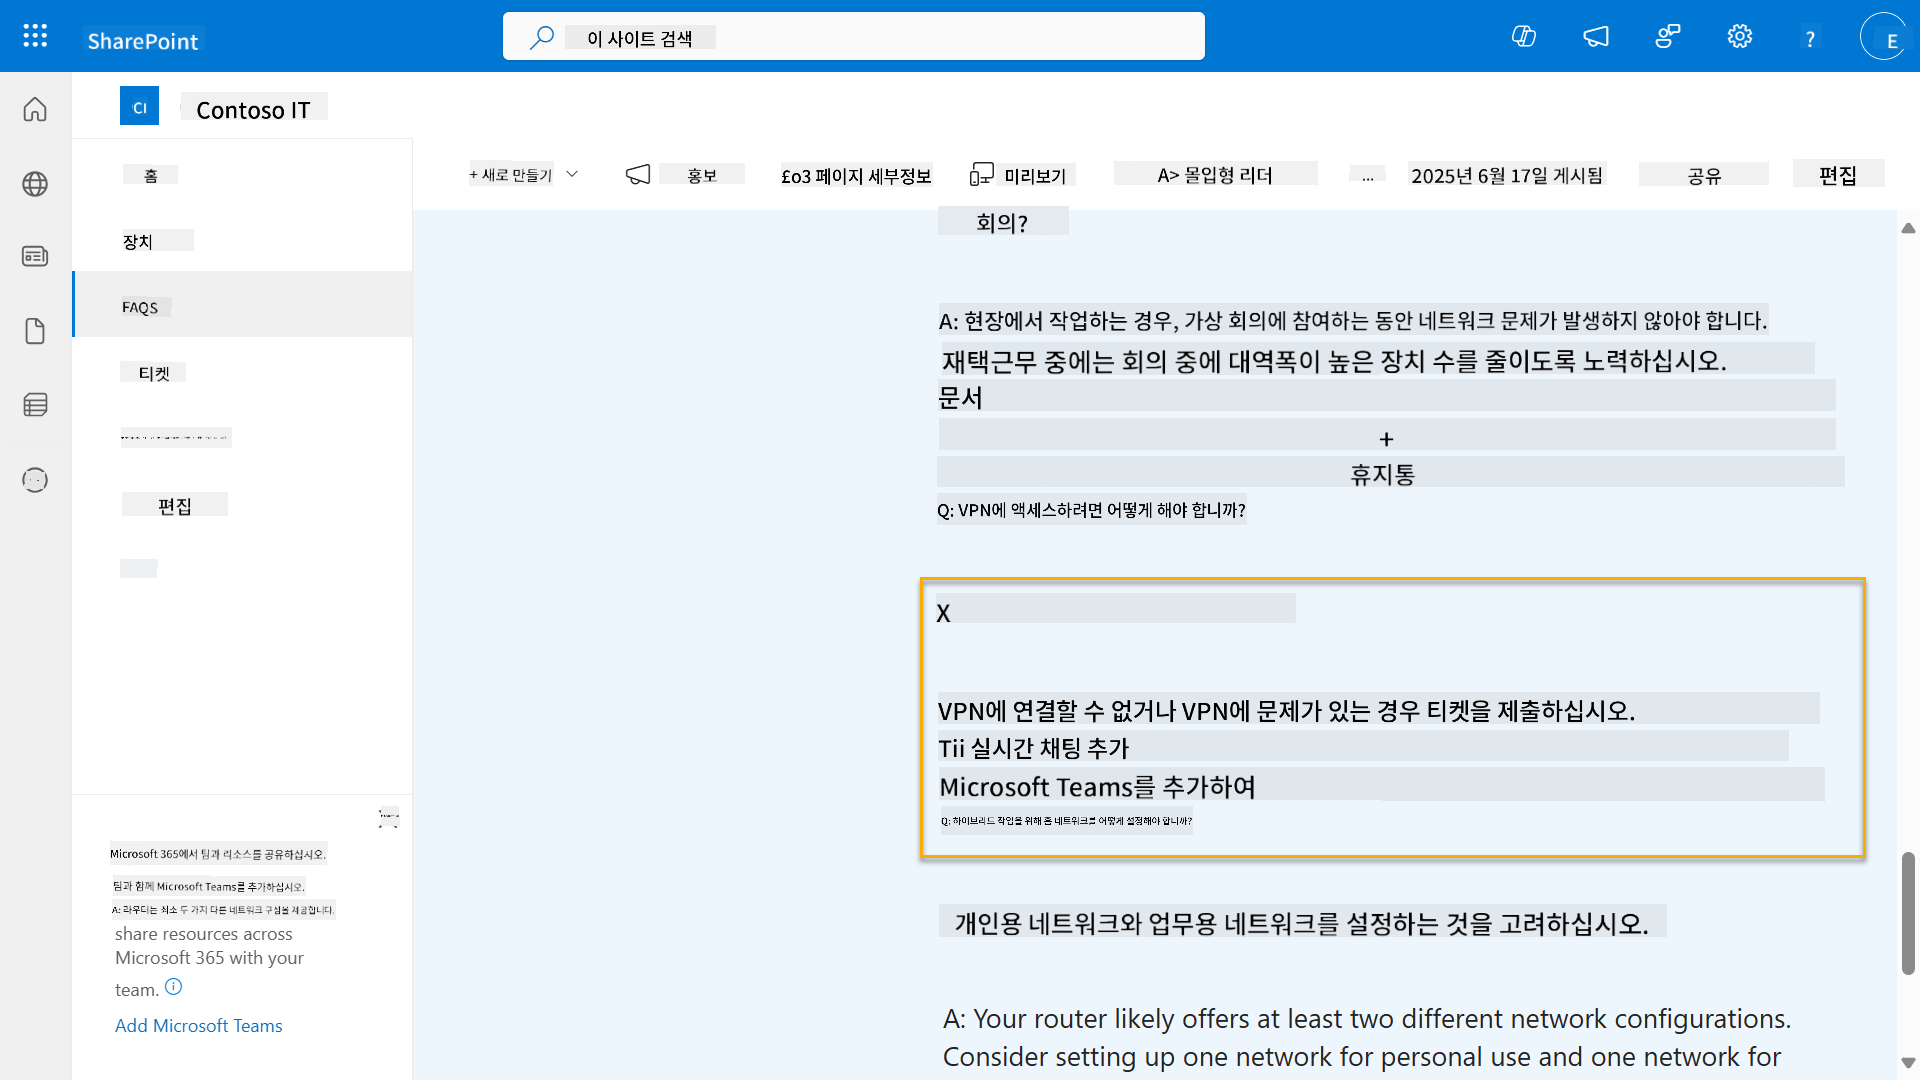 SharePoint
이 사이트 검색
?
E
CI
Contoso IT
+ 새로 만들기
홍보
£o3 페이지 세부정보
미리보기
A> 몰입형 리더
...
2025년 6월 17일 게시됨
공유
편집
홈
장치
FAQS
티켓
편집
Microsoft 365에서 팀과 리소스를 공유하십시오.
팀과 함께 Microsoft Teams를 추가하십시오.
A: 라우터는 최소 두 가지 다른 네트워크 구성을 제공합니다.
share resources across
Microsoft 365 with your
team.
Add Microsoft Teams
회의?
A: 현장에서 작업하는 경우, 가상 회의에 참여하는 동안 네트워크 문제가 발생하지 않아야 합니다.
재택근무 중에는 회의 중에 대역폭이 높은 장치 수를 줄이도록 노력하십시오.
문서
+
휴지통
Q: VPN에 액세스하려면 어떻게 해야 합니까?
X
VPN에 연결할 수 없거나 VPN에 문제가 있는 경우 티켓을 제출하십시오.
Tii 실시간 채팅 추가
Microsoft Teams를 추가하여
Q: 하이브리드 작업을 위해 홈 네트워크를 어떻게 설정해야 합니까?
개인용 네트워크와 업무용 네트워크를 설정하는 것을 고려하십시오.
A: Your router likely offers at least two different network configurations.
Consider setting up one network for personal use and one network for